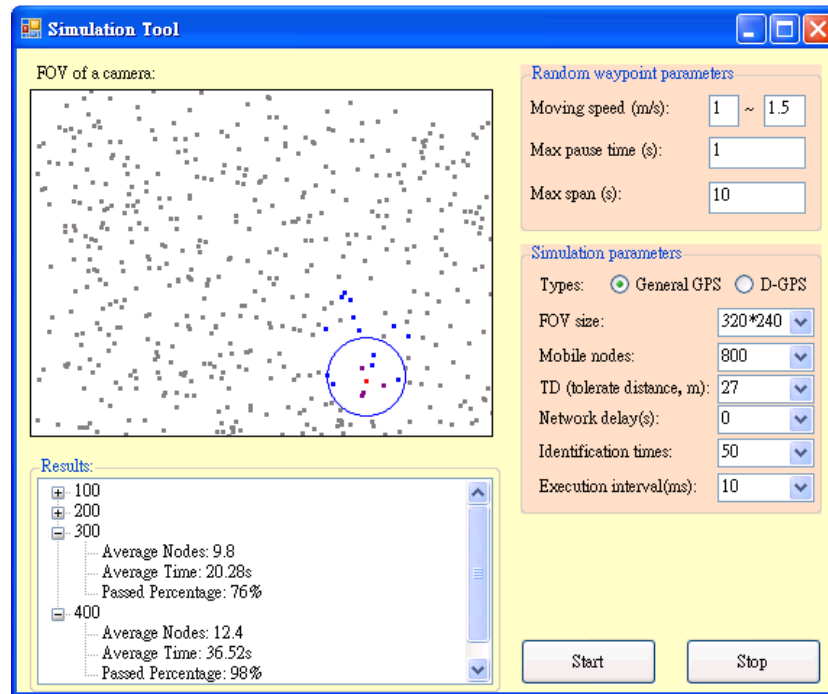 Simulation Tool
FOV of a camera:
Results:
100
200
300
Average Nodes: 9.8
Average Time: 20.28s
Passed Percentage: 76%
400
Average Nodes: 12.4
Average Time: 36.52s
Passed Percentage: 98%
Random waypoint parameters
Moving speed (m/s): 1 ~ 1.5
Max pause time (s): 1
Max span (s): 10
Simulation parameters
Types: General GPS D-GPS
FOV size: 320*240
Mobile nodes: 800
TD (tolerate distance, m): 27
Network delay(s): 0
Identification times: 50
Execution interval(ms): 10
Start Stop